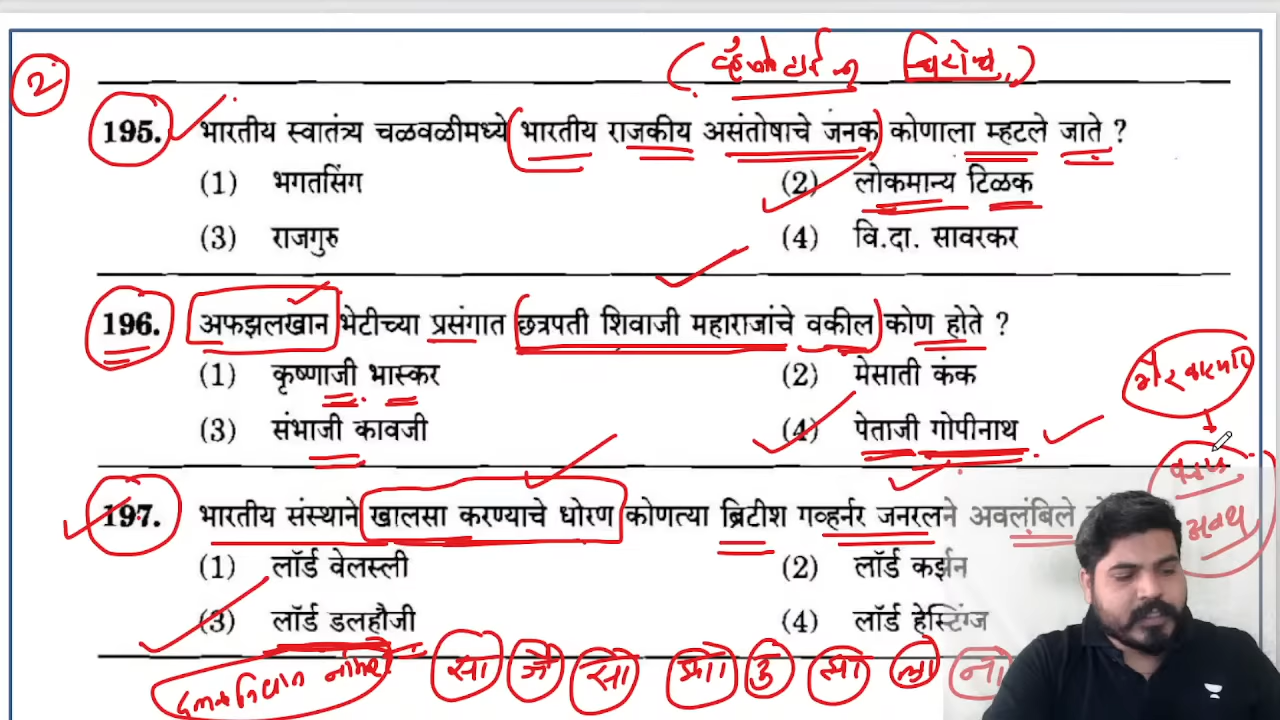 (व्हॅलेंटाईन चिरोल)
2
195. भारतीय स्वातंत्र्य चळवळीमध्ये भारतीय राजकीय असंतोषाचे जनक कोणाला म्हटले जाते ?
(1) भगतसिंग (2) लोकमान्य टिळक
(3) राजगुरु (4) वि.दा. सावरकर
196. अफझलखान भेटीच्या प्रसंगात छत्रपती शिवाजी महाराजांचे वकील कोण होते ?
(1) कृष्णाजी भास्कर (2) मेसाती कंक
(3) संभाजी कावजी (4) पेताजी गोपीनाथ
197. भारतीय संस्थाने खालसा करण्याचे धोरण कोणत्या ब्रिटीश गव्हर्नर जनरलने अवलंबिले
(1) लॉर्ड वेलस्ली (2) लॉर्ड कर्झन
(3) लॉर्ड डलहौजी (4) लॉर्ड हेस्टिंग्ज
सा जै सं झा उ झा ना